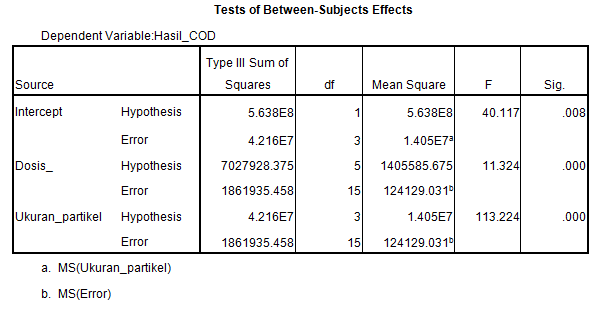 Tests of Between-Subjects Effects
Dependent Variable:Hasil_COD
Source Type III Sum of Squares df Mean Square F Sig.
Intercept Hypothesis 5.638E8 1 5.638E8 40.117 .008
Error 4.216E7 3 1.405E7a
Dosis_ Hypothesis 7027928.375 5 1405585.675 11.324 .000
Error 1861935.458 15 124129.031b
Ukuran_partikel Hypothesis 4.216E7 3 1.405E7 113.224 .000
Error 1861935.458 15 124129.031b
a. MS(Ukuran_partikel)
b. MS(Error)